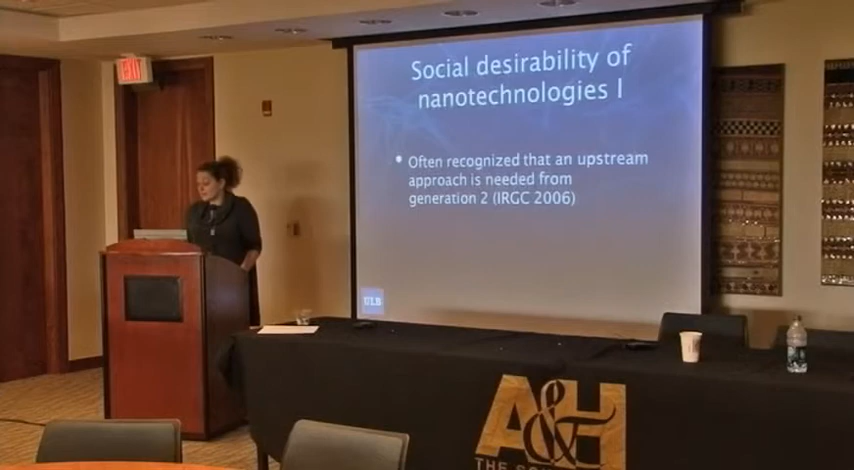 EXIT
Social desirability of
nanotechnologies I
• Often recognized that an upstream
approach is needed from
generation 2 (IRGC 2006)
ULB
A&H
THE